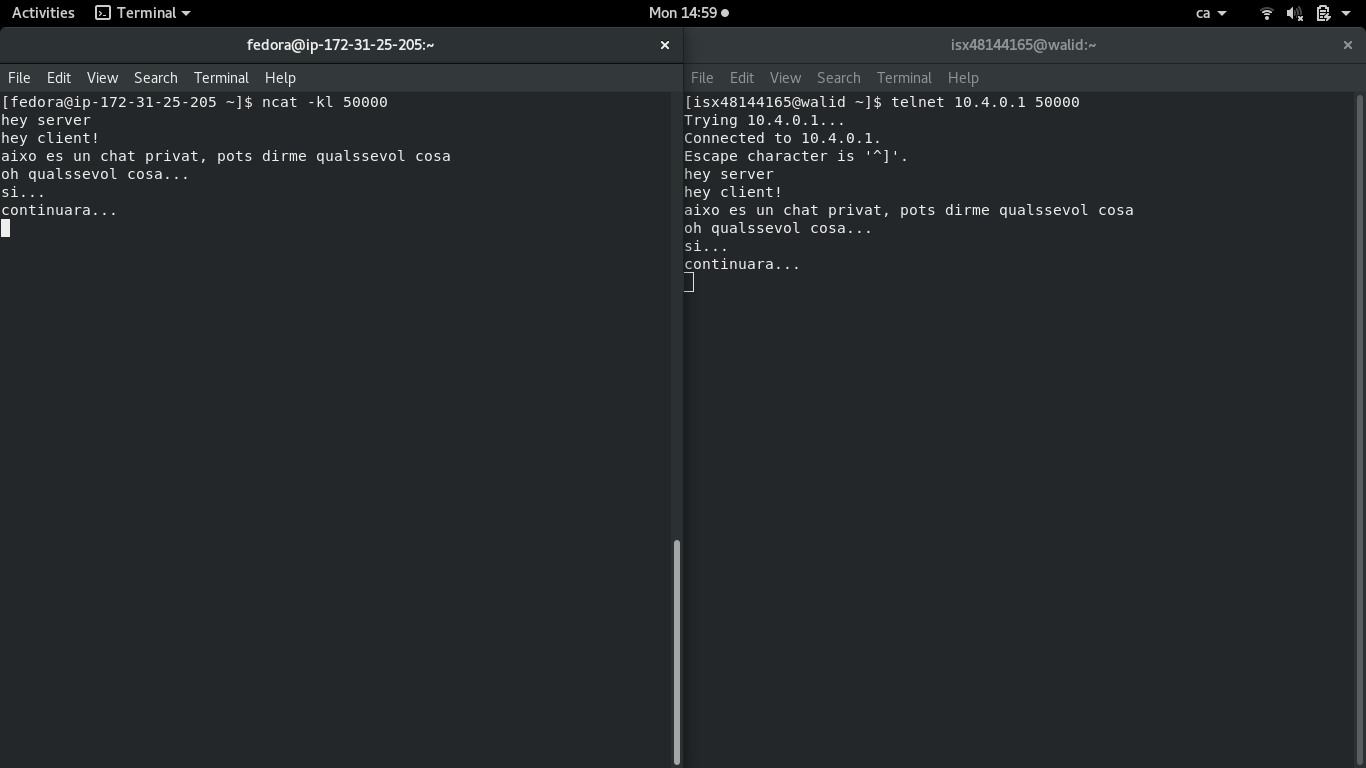 Activities Terminal Mon 14:59 ca
fedora@ip-172-31-25-205:~
File Edit View Search Terminal Help
[fedora@ip-172-31-25-205 ~]$ ncat -kl 50000
hey server
hey client!
aixo es un chat privat, pots dirme qualssevol cosa
oh qualssevol cosa...
si...
continuara...
isx48144165@walid:~
File Edit View Search Terminal Help
[isx48144165@walid ~]$ telnet 10.4.0.1 50000
Trying 10.4.0.1...
Connected to 10.4.0.1.
Escape character is '^]'.
hey server
hey client!
aixo es un chat privat, pots dirme qualssevol cosa
oh qualssevol cosa...
si...
continuara...